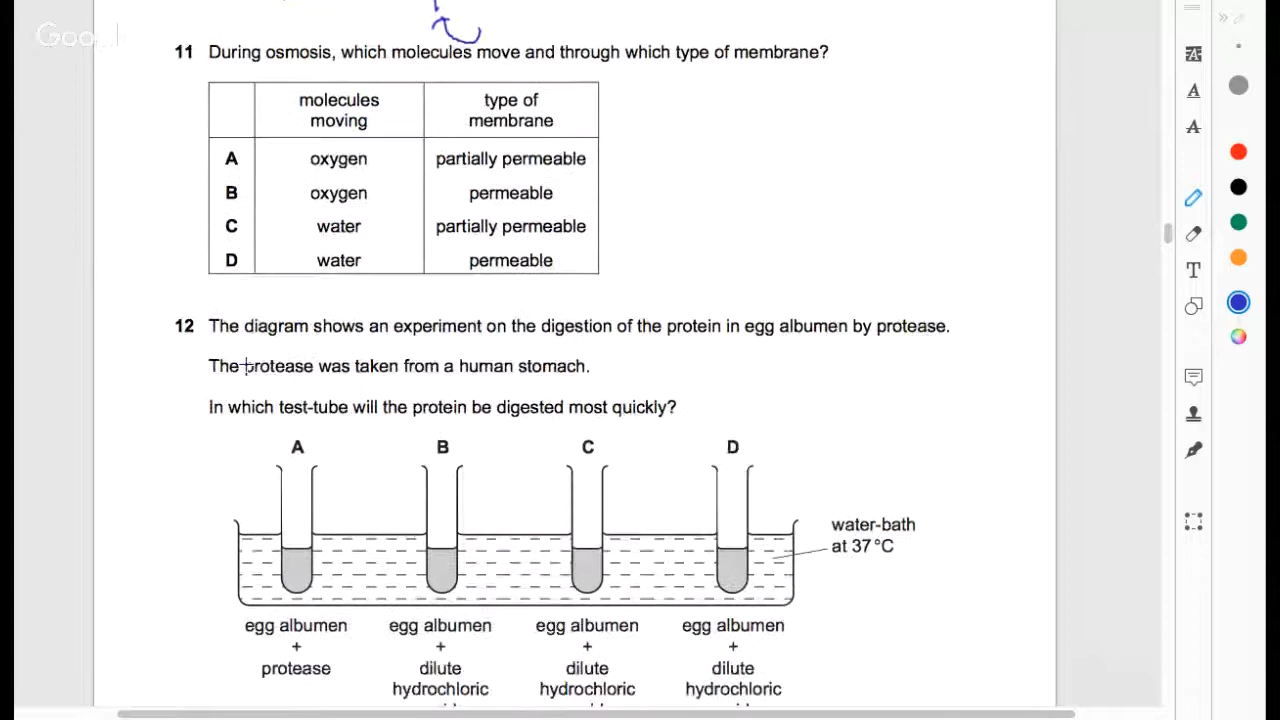 Googl
11 During osmosis, which molecules move and through which type of membrane?
molecules moving type of membrane
A oxygen partially permeable
B oxygen permeable
C water partially permeable
D water permeable
12 The diagram shows an experiment on the digestion of the protein in egg albumen by protease.
The protease was taken from a human stomach.
In which test-tube will the protein be digested most quickly?
A B C D
water-bath
at 37 °C
egg albumen egg albumen egg albumen egg albumen
+ + + +
protease dilute dilute dilute
hydrochloric hydrochloric hydrochloric